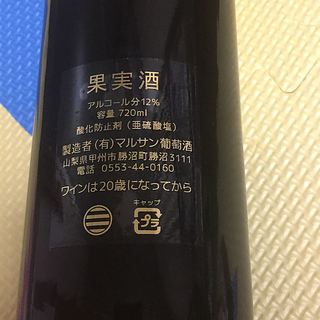 果実酒
アルコール分12%
容量 720ml
酸化防止剤（亜硫酸塩）
製造者（有）マルサン葡萄酒
山梨県甲州市勝沼町勝沼3111
電話 0553-44-0160
ワインは20歳になってから
キャップ
プラ